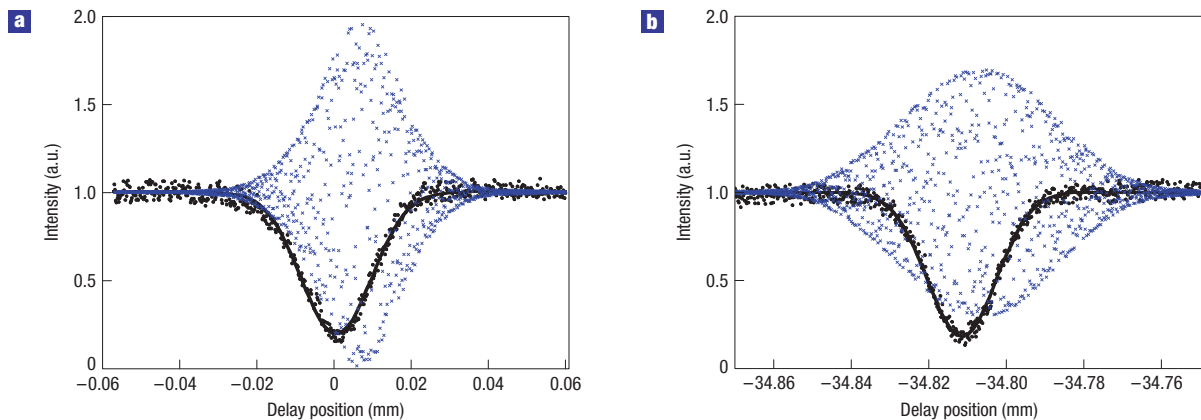 a
2.0
1.5
1.0
0.5
0
Intensity (a.u.)
−0.06 −0.04 −0.02 0 0.02 0.04 0.06
Delay position (mm)
b
2.0
1.5
1.0
0.5
0
Intensity (a.u.)
−34.86 −34.84 −34.82 −34.80 −34.78 −34.76
Delay position (mm)